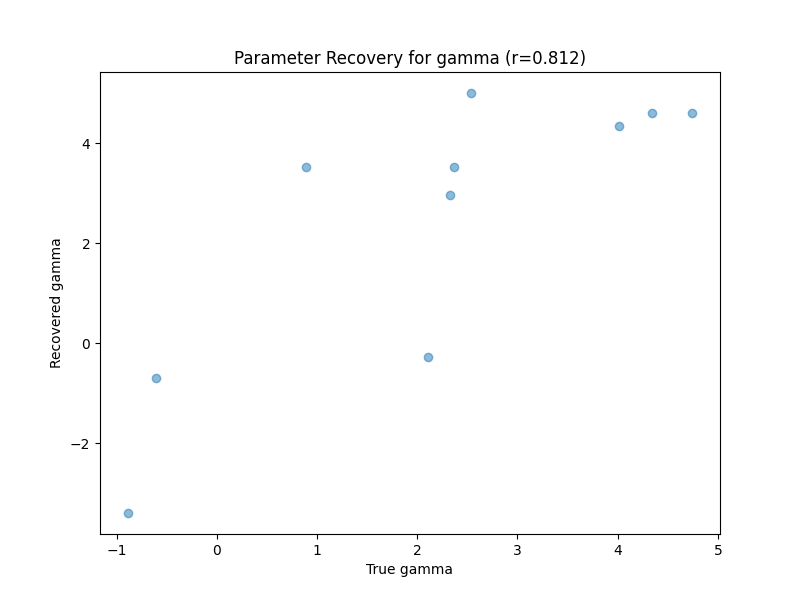 Parameter Recovery for gamma (r=0.812)
4
2
0
−2
Recovered gamma
−1 0 1 2 3 4 5
True gamma